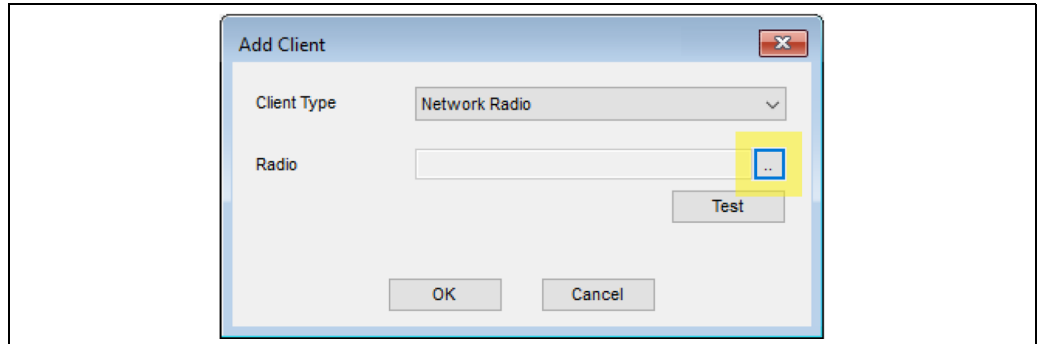 Add Client
Client Type Network Radio
Radio ..
Test
OK Cancel